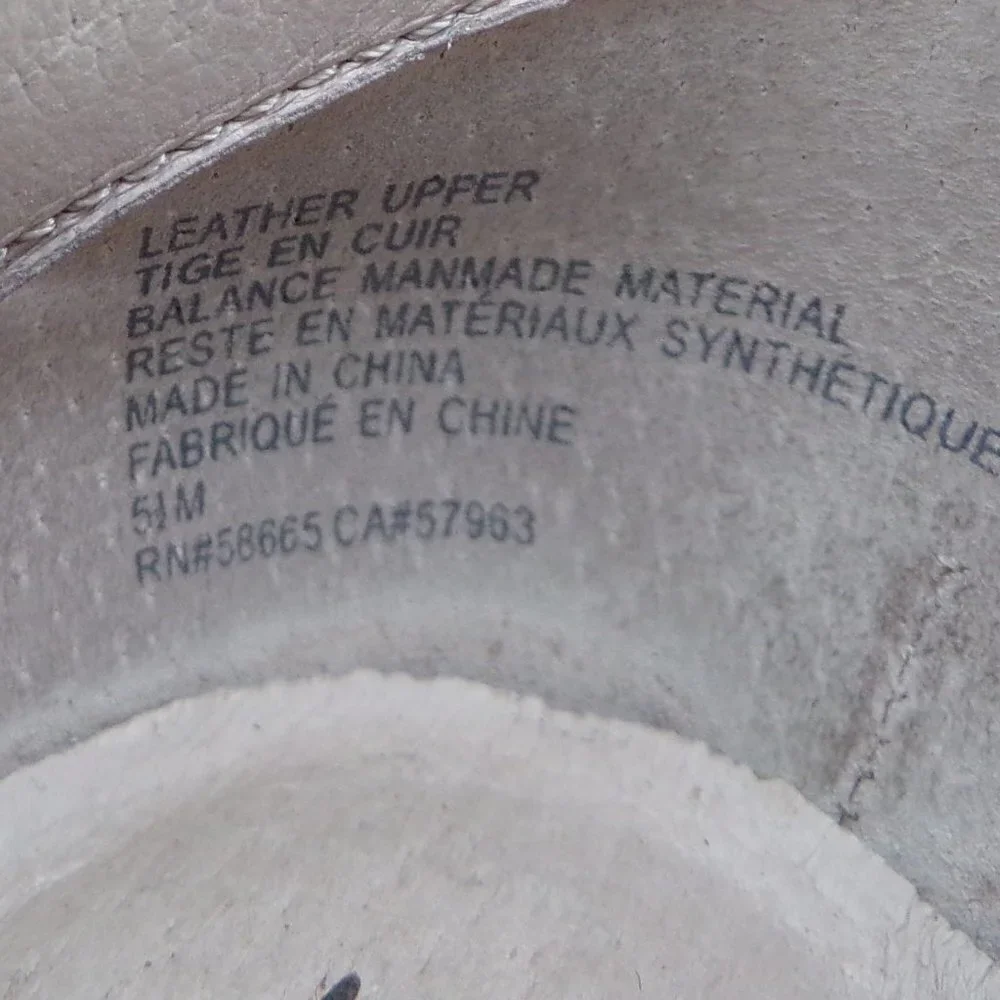 LEATHER UPPER
TIGE EN CUIR
BALANCE MANMADE MATERIAL
RESTE EN MATÉRIAUX SYNTHÉTIQUE
MADE IN CHINA
FABRIQUÉ EN CHINE
5½M
RN#58665 CA#57963